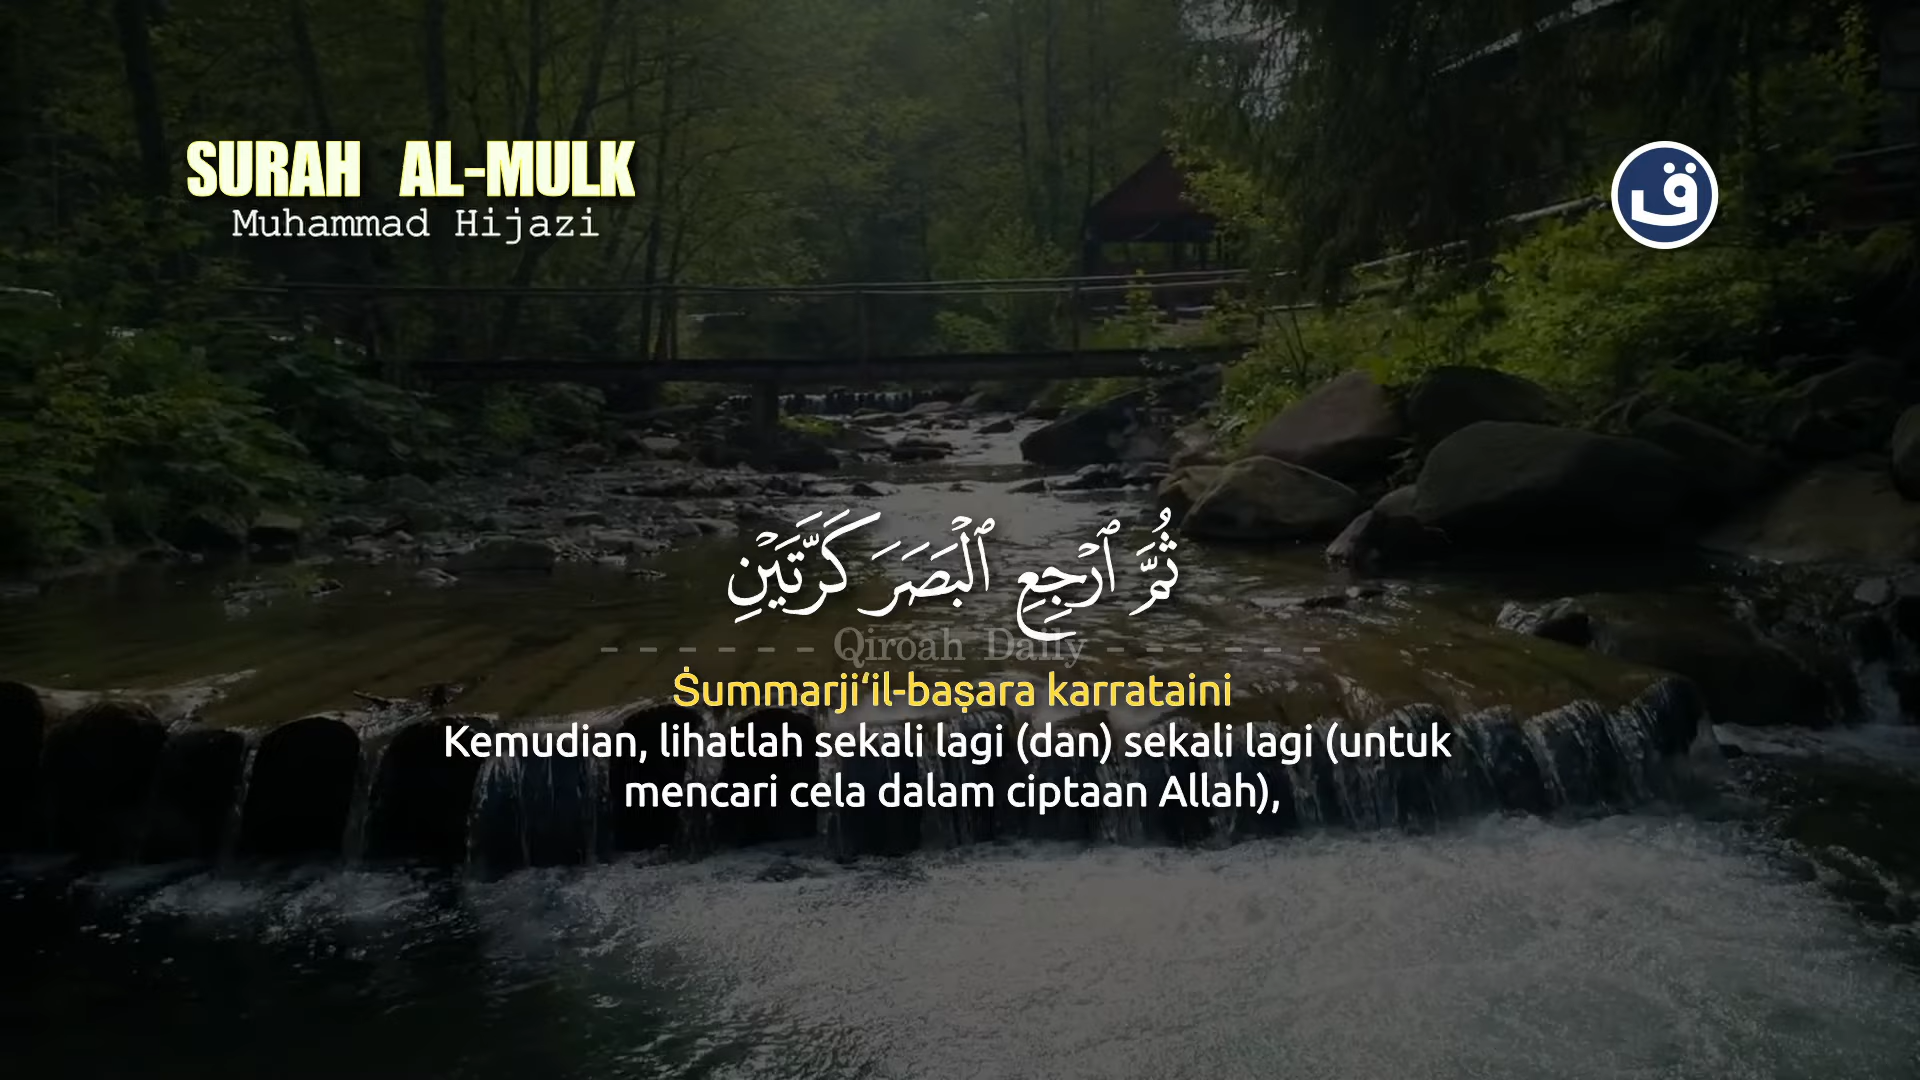 SURAH AL-MULK
Muhammad Hijazi
ق
ثُمَّ ٱرْجِعِ ٱلْبَصَرَ كَرَّتَيْنِ
Qiroah Daily
Ṡummarji‘il-baṣara karrataini
Kemudian, lihatlah sekali lagi (dan) sekali lagi (untuk
mencari cela dalam ciptaan Allah),